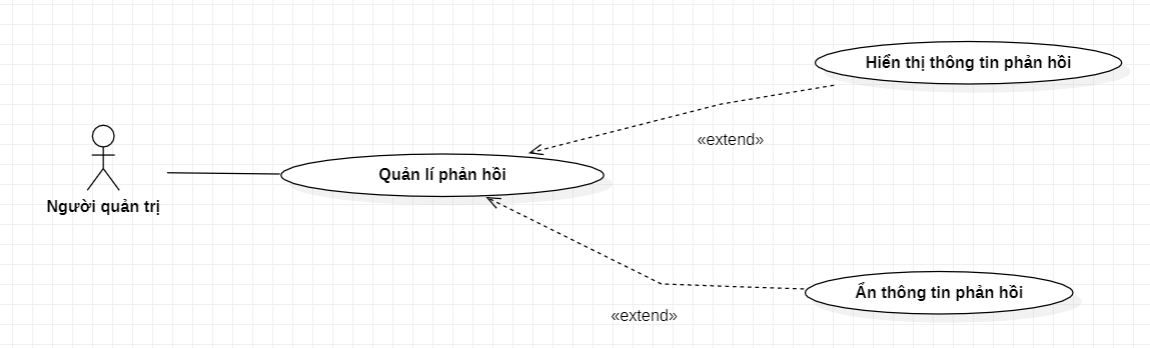 Hiển thị thông tin phản hồi
«extend»
Quản lí phản hồi
Người quản trị
Ẩn thông tin phản hồi
«extend»